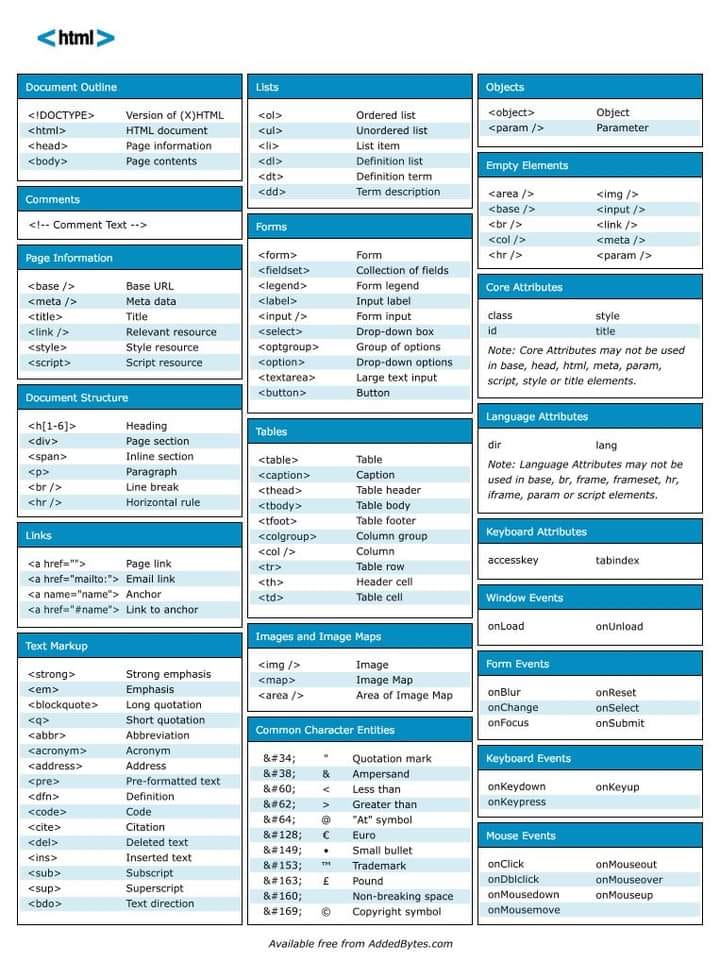 <html>
Document Outline
<!DOCTYPE> Version of (X)HTML
<html> HTML document
<head> Page information
<body> Page contents
Comments
<!-- Comment Text -->
Page Information
<base /> Base URL
<meta /> Meta data
<title> Title
<link /> Relevant resource
<style> Style resource
<script> Script resource
Document Structure
<h[1-6]> Heading
<div> Page section
<span> Inline section
<p> Paragraph
<br /> Line break
<hr /> Horizontal rule
Links
<a href=""> Page link
<a href="mailto:"> Email link
<a name="name"> Anchor
<a href="#name"> Link to anchor
Text Markup
<strong> Strong emphasis
<em> Emphasis
<blockquote> Long quotation
<q> Short quotation
<abbr> Abbreviation
<acronym> Acronym
<address> Address
<pre> Pre-formatted text
<dfn> Definition
<code> Code
<cite> Citation
<del> Deleted text
<ins> Inserted text
<sub> Subscript
<sup> Superscript
<bdo> Text direction
Lists
<ol> Ordered list
<ul> Unordered list
<li> List item
<dl> Definition list
<dt> Definition term
<dd> Term description
Forms
<form> Form
<fieldset> Collection of fields
<legend> Form legend
<label> Input label
<input /> Form input
<select> Drop-down box
<optgroup> Group of options
<option> Drop-down options
<textarea> Large text input
<button> Button
Tables
<table> Table
<caption> Caption
<thead> Table header
<tbody> Table body
<tfoot> Table footer
<colgroup> Column group
<col /> Column
<tr> Table row
<th> Header cell
<td> Table cell
Images and Image Maps
<img /> Image
<map> Image Map
<area /> Area of Image Map
Common Character Entities
&#34; " Quotation mark
&#38; & Ampersand
&#60; < Less than
&#62; > Greater than
&#64; @ "At" symbol
&#128; € Euro
&#149; • Small bullet
&#153; ™ Trademark
&#163; £ Pound
&#160; Non-breaking space
&#169; © Copyright symbol
Objects
<object> Object
<param /> Parameter
Empty Elements
<area /> <img />
<base /> <input />
<br /> <link />
<col /> <meta />
<hr /> <param />
Core Attributes
class style
id title
Note: Core Attributes may not be used
in base, head, html, meta, param,
script, style or title elements.
Language Attributes
dir lang
Note: Language Attributes may not be
used in base, br, frame, frameset, hr,
iframe, param or script elements.
Keyboard Attributes
accesskey tabindex
Window Events
onLoad onUnload
Form Events
onBlur onReset
onChange onSelect
onFocus onSubmit
Keyboard Events
onKeydown onKeyup
onKeypress
Mouse Events
onClick onMouseout
onDblclick onMouseover
onMousedown onMouseup
onMousemove
Available free from AddedBytes.com